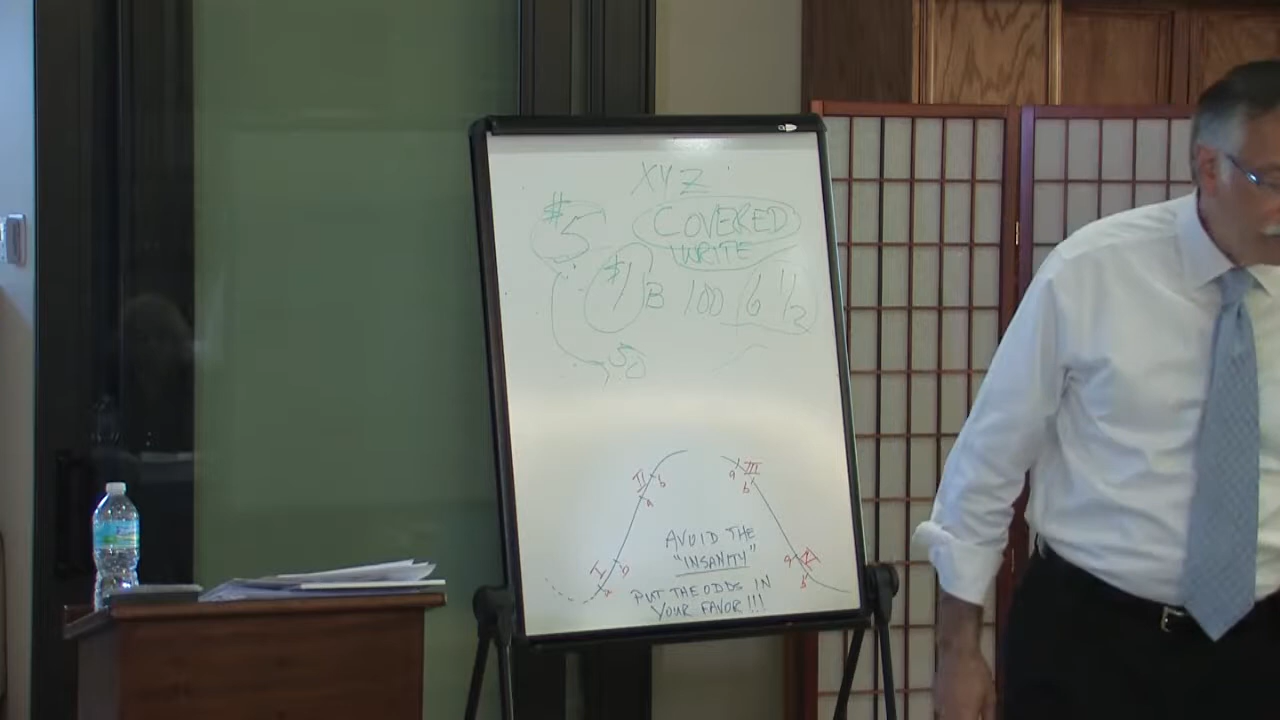 XYZ
$5 COVERED
WRITE
$1 B 100 16 1/2
50
II b
a
III
a
b
AVOID THE
"INSANITY"
I b
a
a IV
b
PUT THE ODDS IN
YOUR FAVOR!!!